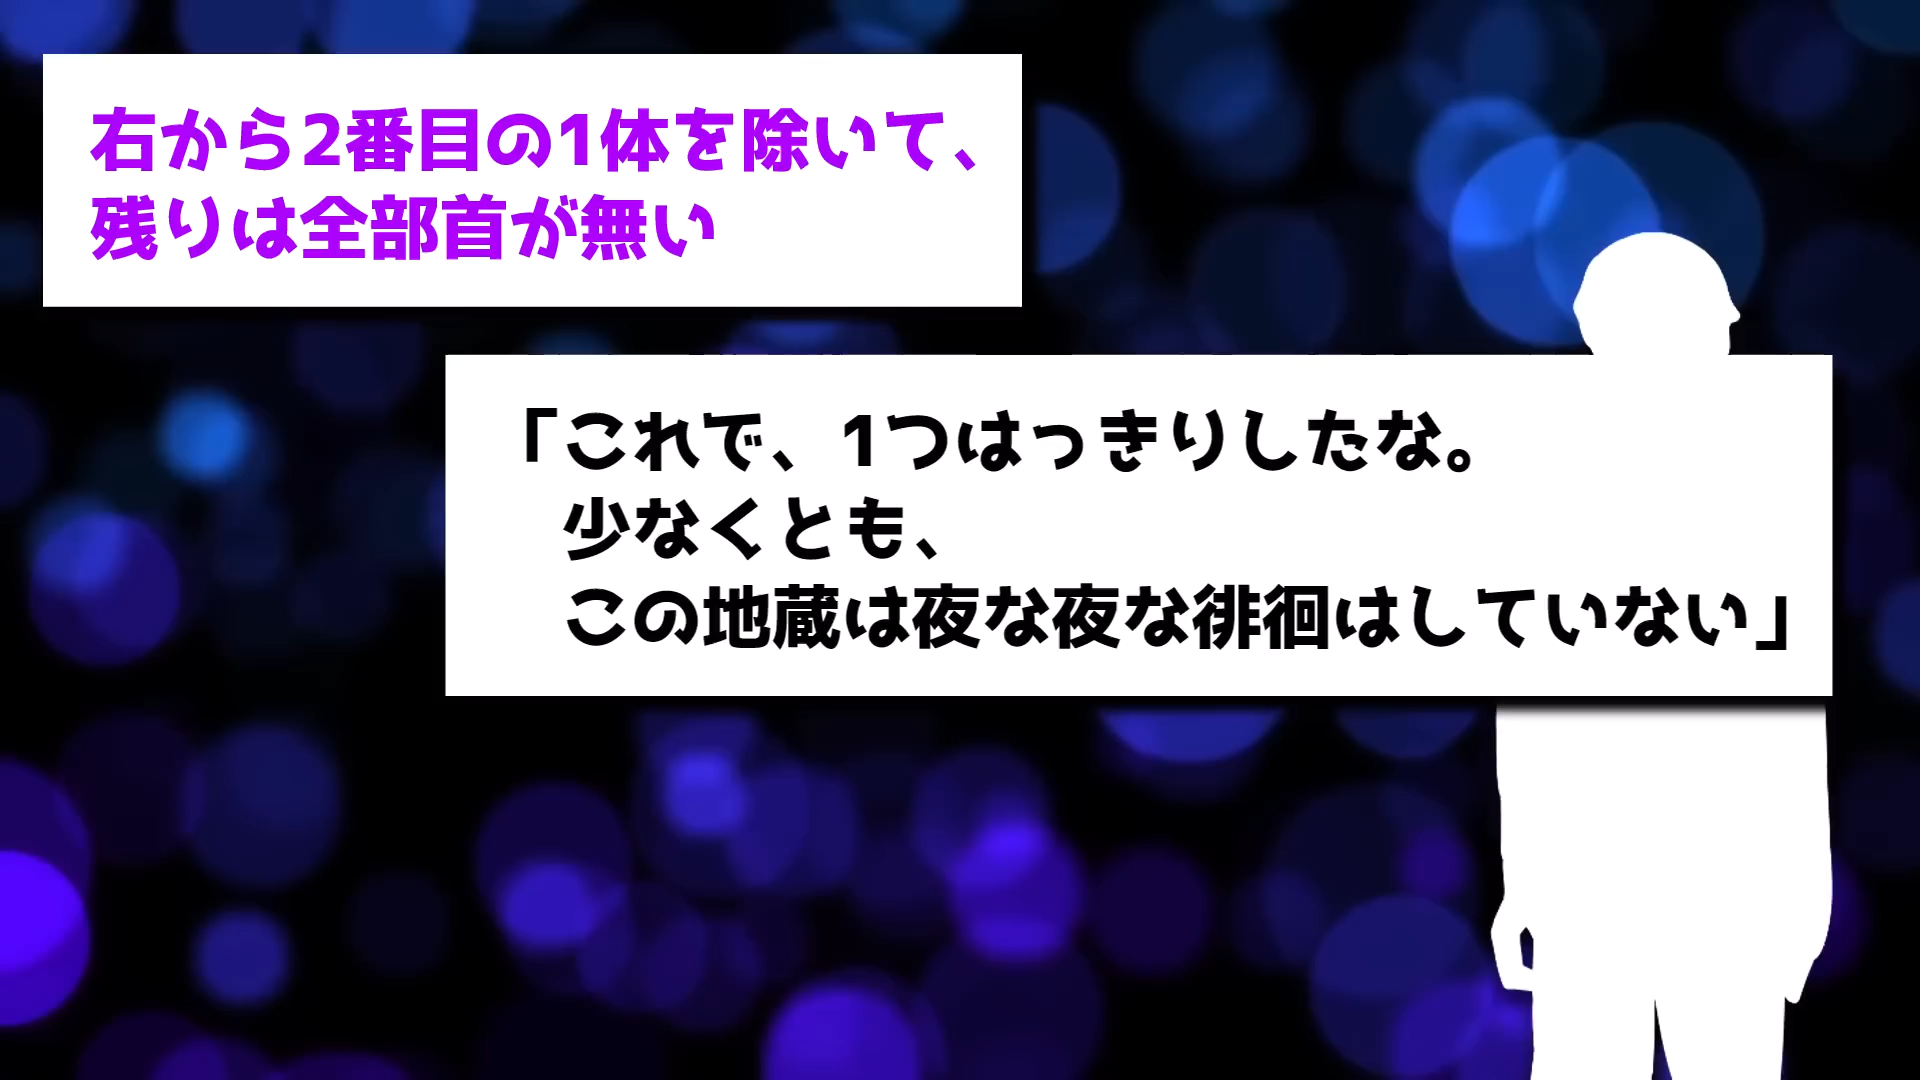 右から2番目の1体を除いて、
残りは全部首が無い
「これで、1つはっきりしたな。
少なくとも、
この地蔵は夜な夜な徘徊はしていない」